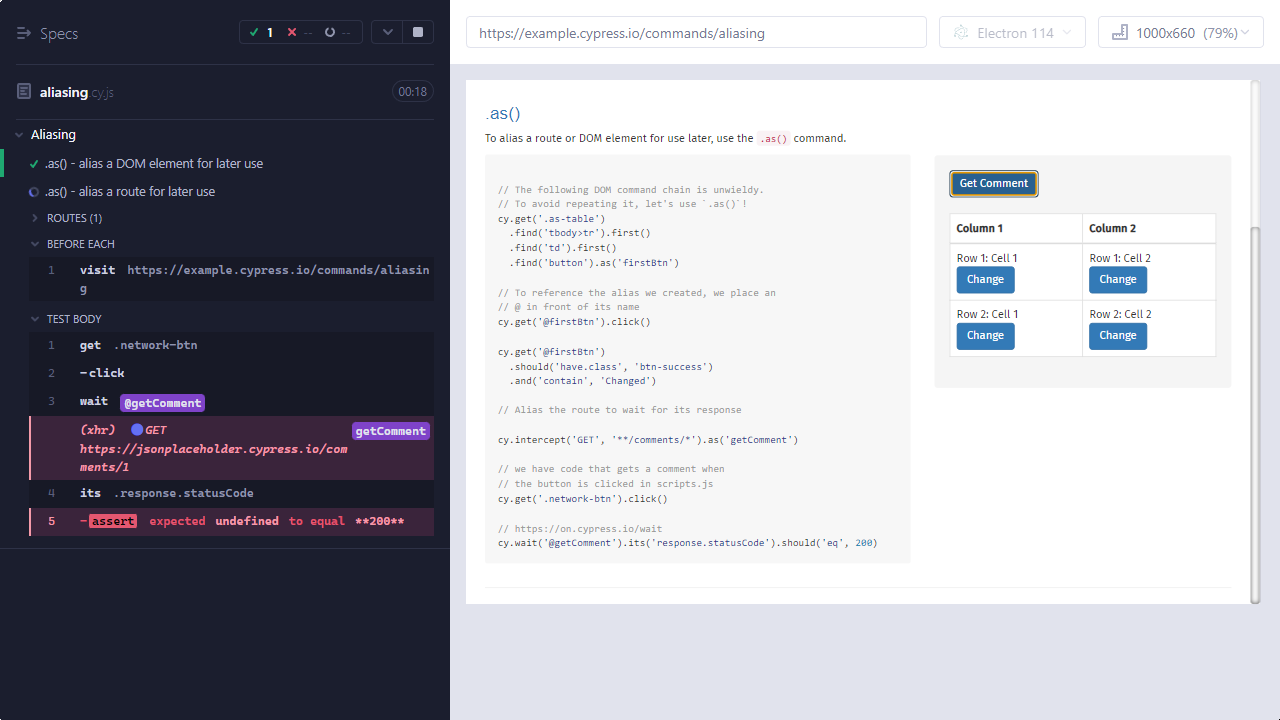 Specs
1 -- --
aliasing.cy.js
00:18
Aliasing
.as() - alias a DOM element for later use
.as() - alias a route for later use
ROUTES (1)
BEFORE EACH
1 visit https://example.cypress.io/commands/aliasin
g
TEST BODY
1 get .network-btn
2 -click
3 wait @getComment
(xhr) GET getComment
https://jsonplaceholder.cypress.io/com
ments/1
4 its .response.statusCode
5 -assert expected undefined to equal **200**
https://example.cypress.io/commands/aliasing
Electron 114
1000x660 (79%)
.as()
To alias a route or DOM element for use later, use the .as() command.
// The following DOM command chain is unwieldy.
// To avoid repeating it, let's use `.as()`!
cy.get('.as-table')
.find('tbody>tr').first()
.find('td').first()
.find('button').as('firstBtn')
// To reference the alias we created, we place an
// @ in front of its name
cy.get('@firstBtn').click()
cy.get('@firstBtn')
.should('have.class', 'btn-success')
.and('contain', 'Changed')
// Alias the route to wait for its response
cy.intercept('GET', '**/comments/*').as('getComment')
// we have code that gets a comment when
// the button is clicked in scripts.js
cy.get('.network-btn').click()
// https://on.cypress.io/wait
cy.wait('@getComment').its('response.statusCode').should('eq', 200)
Get Comment
Column 1 Column 2
Row 1: Cell 1 Row 1: Cell 2
Change Change
Row 2: Cell 1 Row 2: Cell 2
Change Change